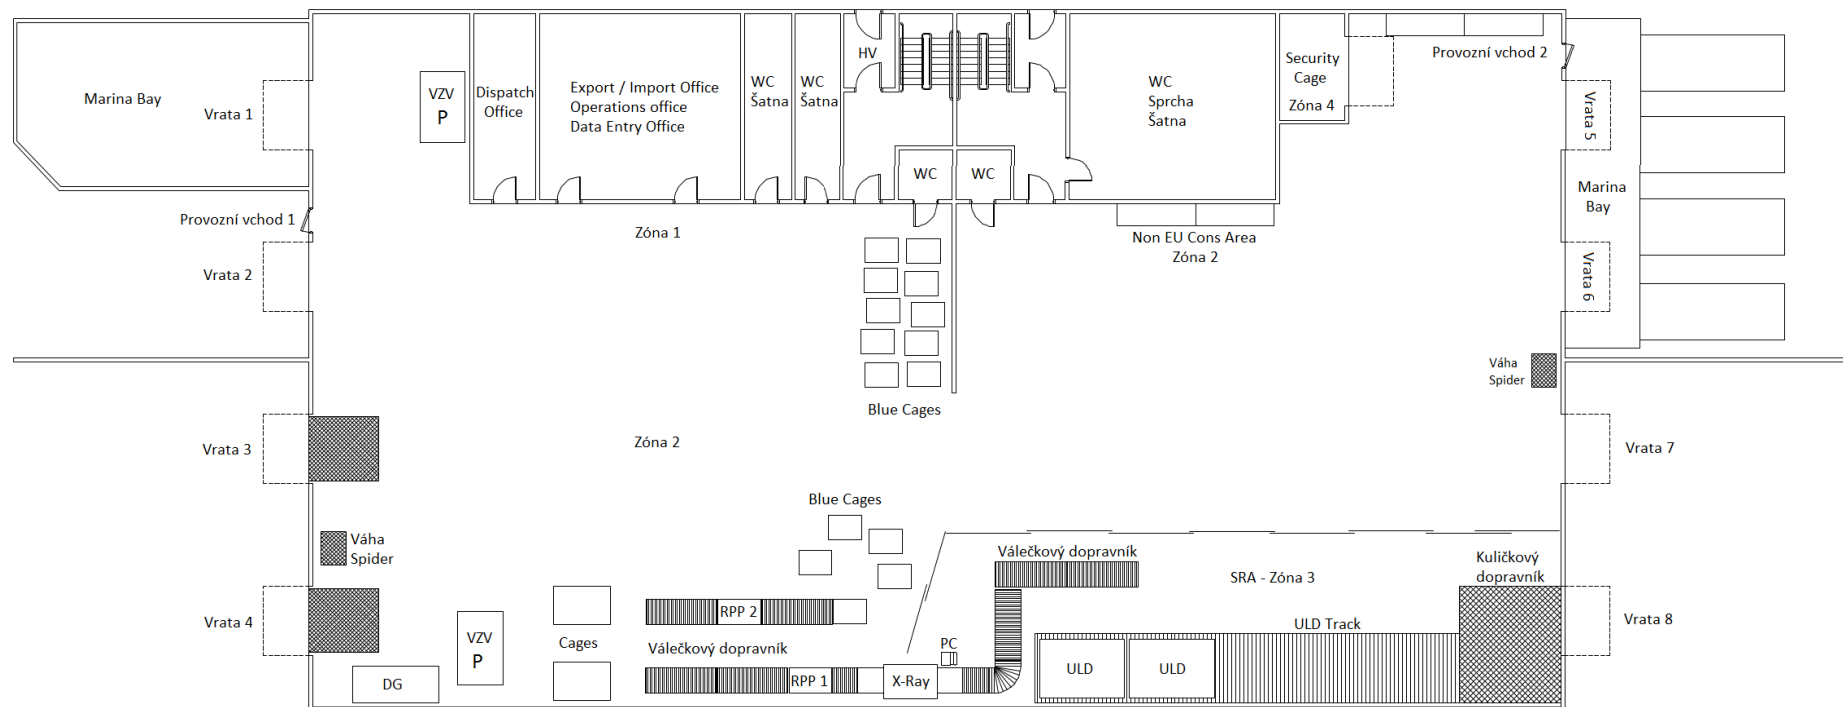 Marina Bay
Vrata 1
VZV
P
Dispatch
Office
Export / Import Office
Operations office
Data Entry Office
WC
Šatna
WC
Šatna
HV
WC
Sprcha
Šatna
Security
Cage
Zóna 4
Provozní vchod 2
Vrata 5
WC
WC
Marina
Bay
Provozní vchod 1
Zóna 1
Non EU Cons Area
Zóna 2
Vrata 2
Vrata 6
Váha
Spider
Blue Cages
Vrata 3
Zóna 2
Vrata 7
Blue Cages
Váha
Spider
Válečkový dopravník
SRA - Zóna 3
Kuličkový
dopravník
Vrata 4
VZV
P
Cages
RPP 2
Válečkový dopravník
PC
ULD Track
Vrata 8
DG
RPP 1
X-Ray
ULD
ULD